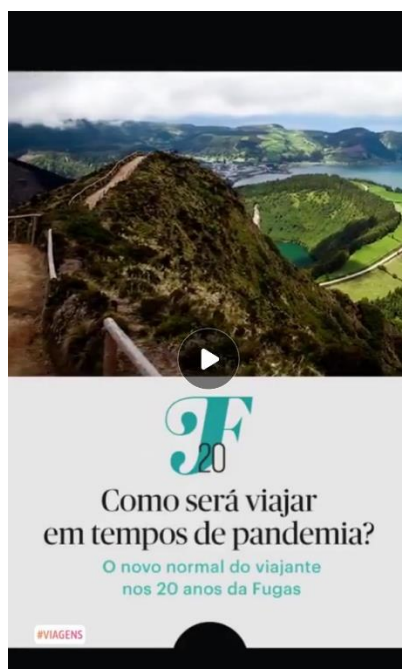 F
20
Como será viajar
em tempos de pandemia?
O novo normal do viajante
nos 20 anos da Fugas
#VIAGENS